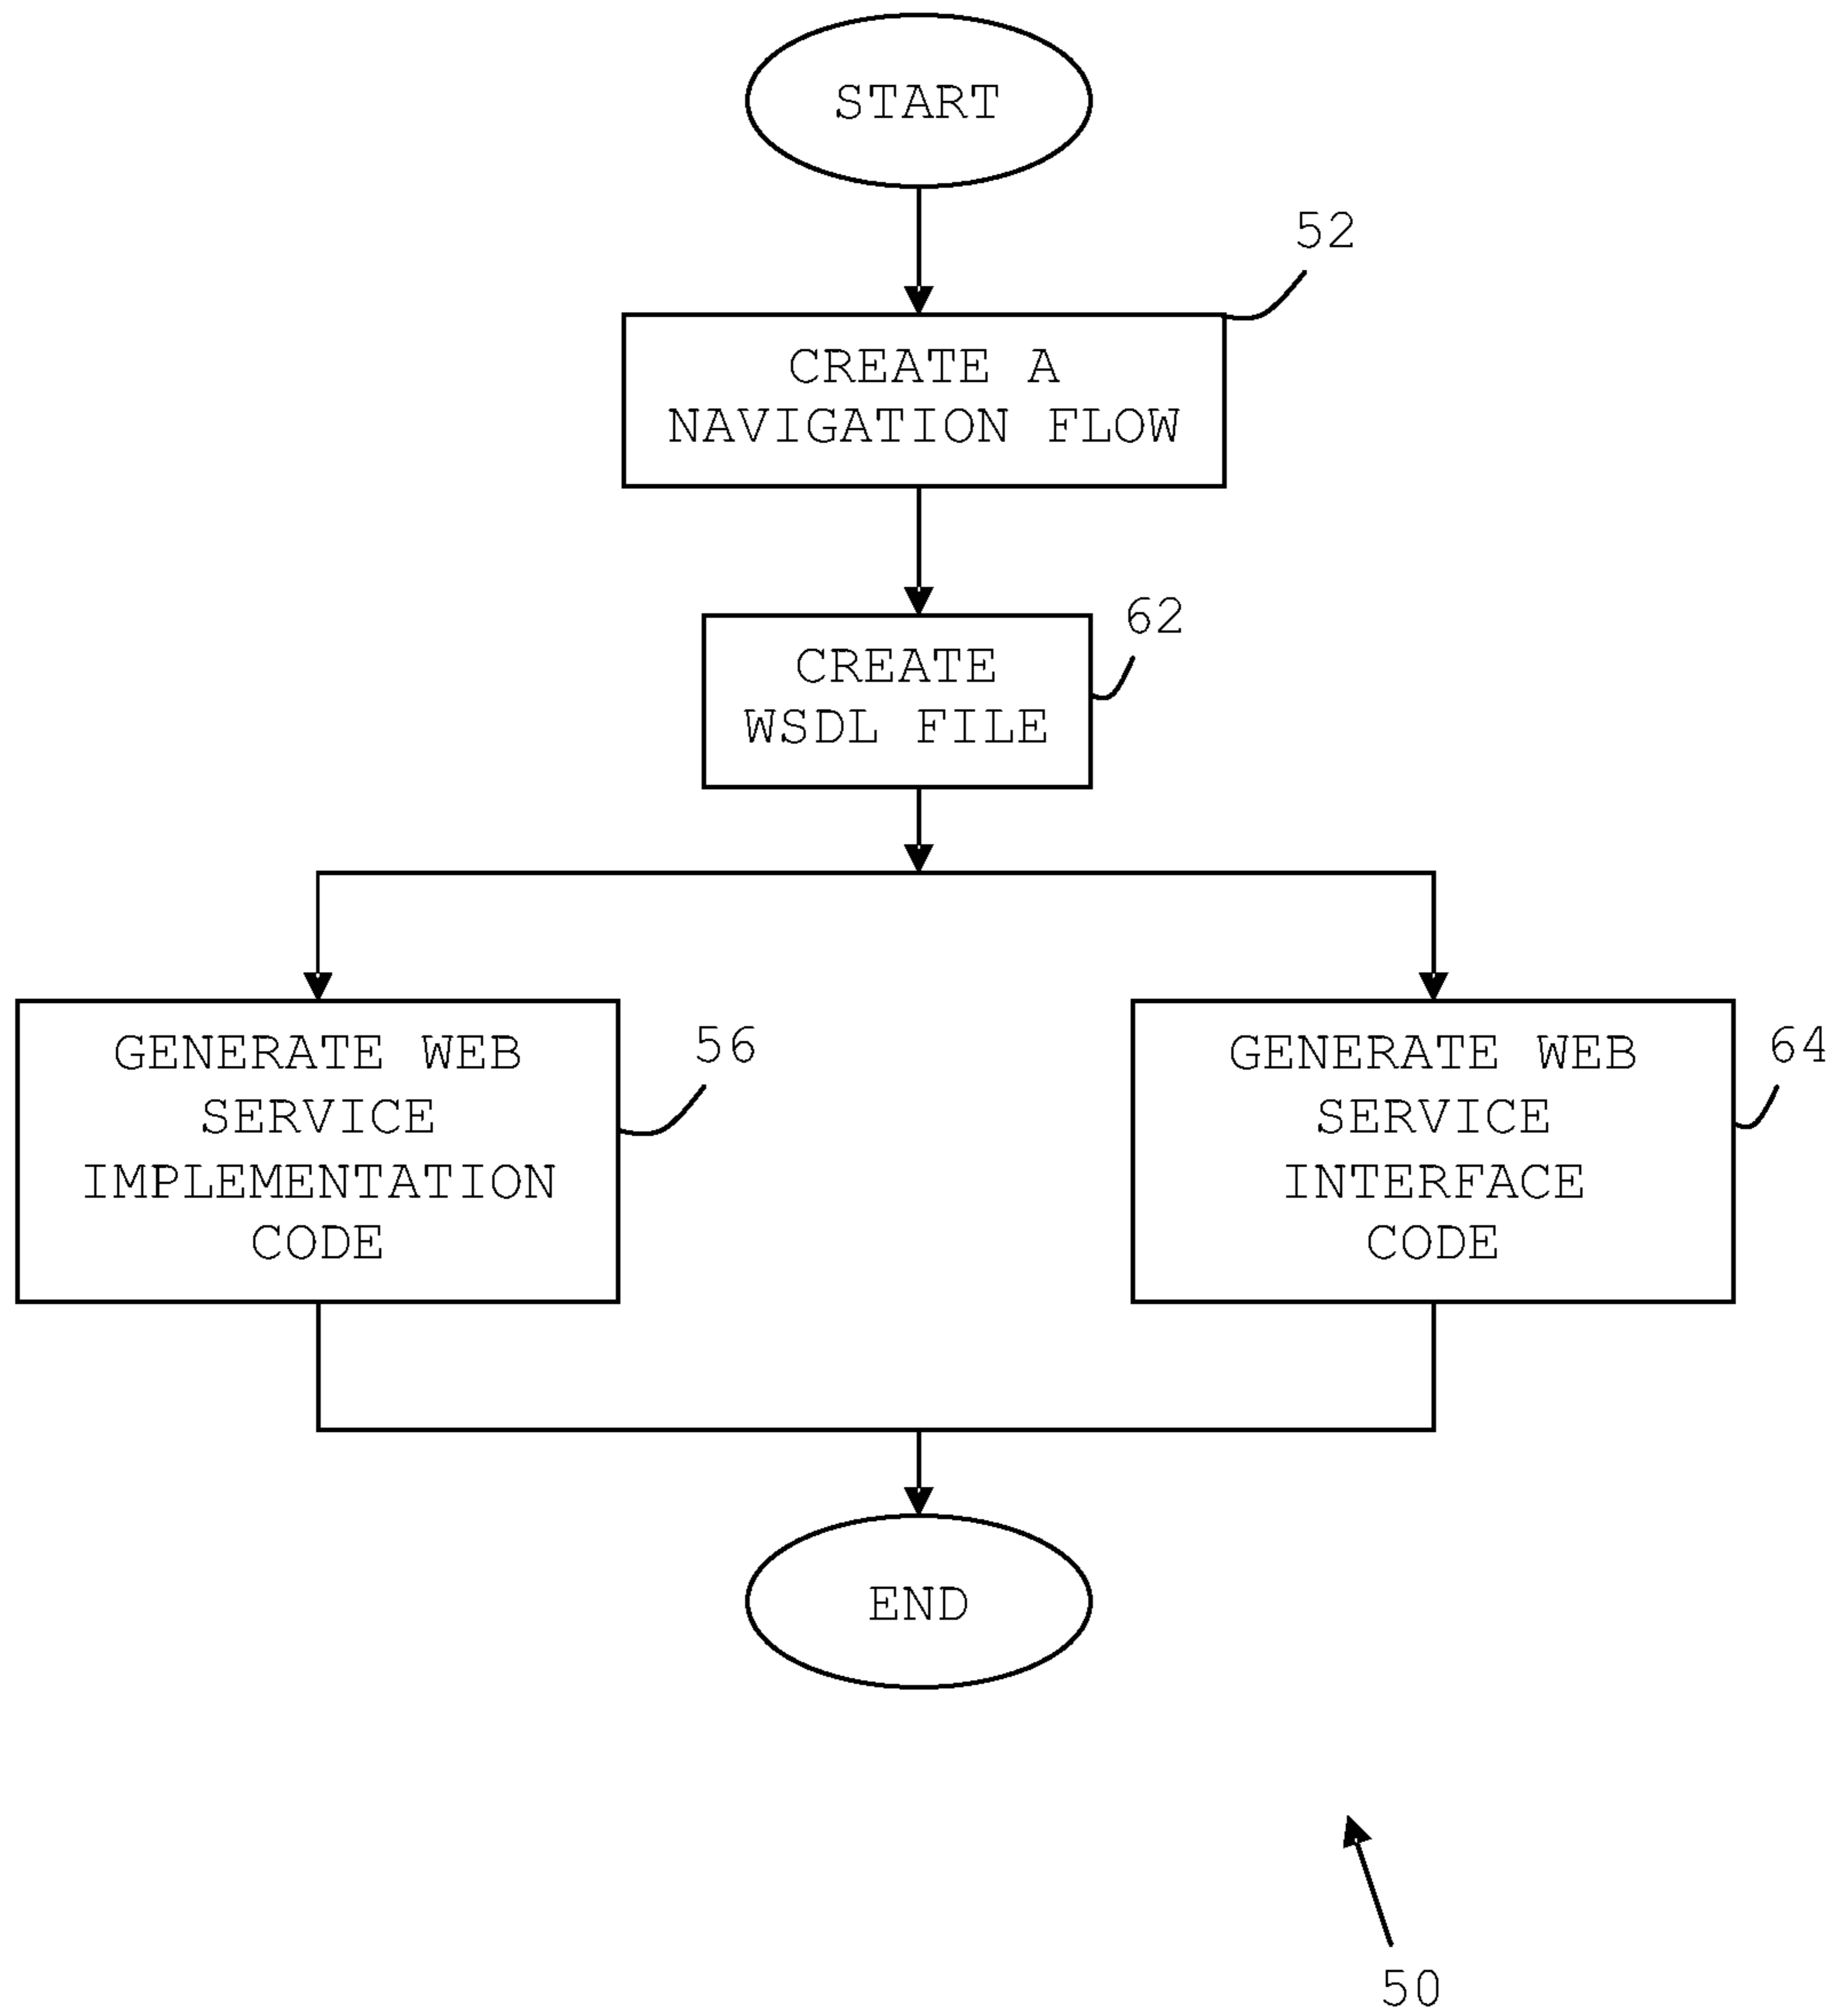 START
52
CREATE A
NAVIGATION FLOW
62
CREATE
WSDL FILE
GENERATE WEB
SERVICE
IMPLEMENTATION
CODE
56
GENERATE WEB
SERVICE
INTERFACE
CODE
64
END
50